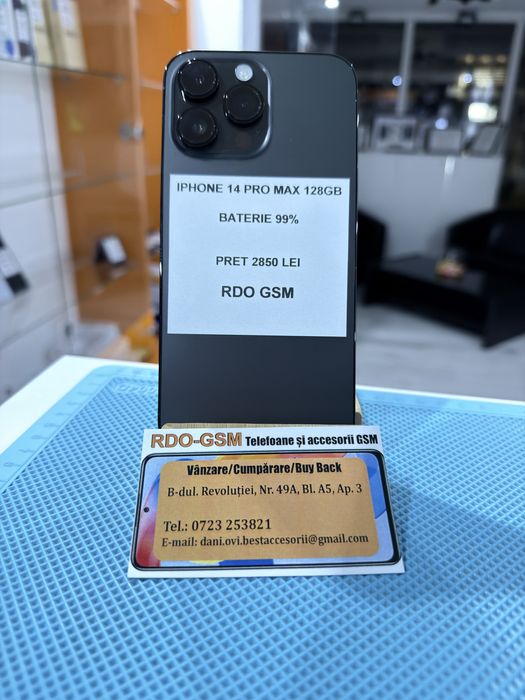 IPHONE 14 PRO MAX 128GB
BATERIE 99%
PRET 2850 LEI
RDO GSM
RDO-GSM Telefoane și accesorii GSM
Vânzare/Cumpărare/Buy Back
B-dul. Revoluției, Nr. 49A, Bl. A5, Ap. 3
Tel.: 0723 253821
E-mail: dani.ovi.bestaccesorii@gmail.com